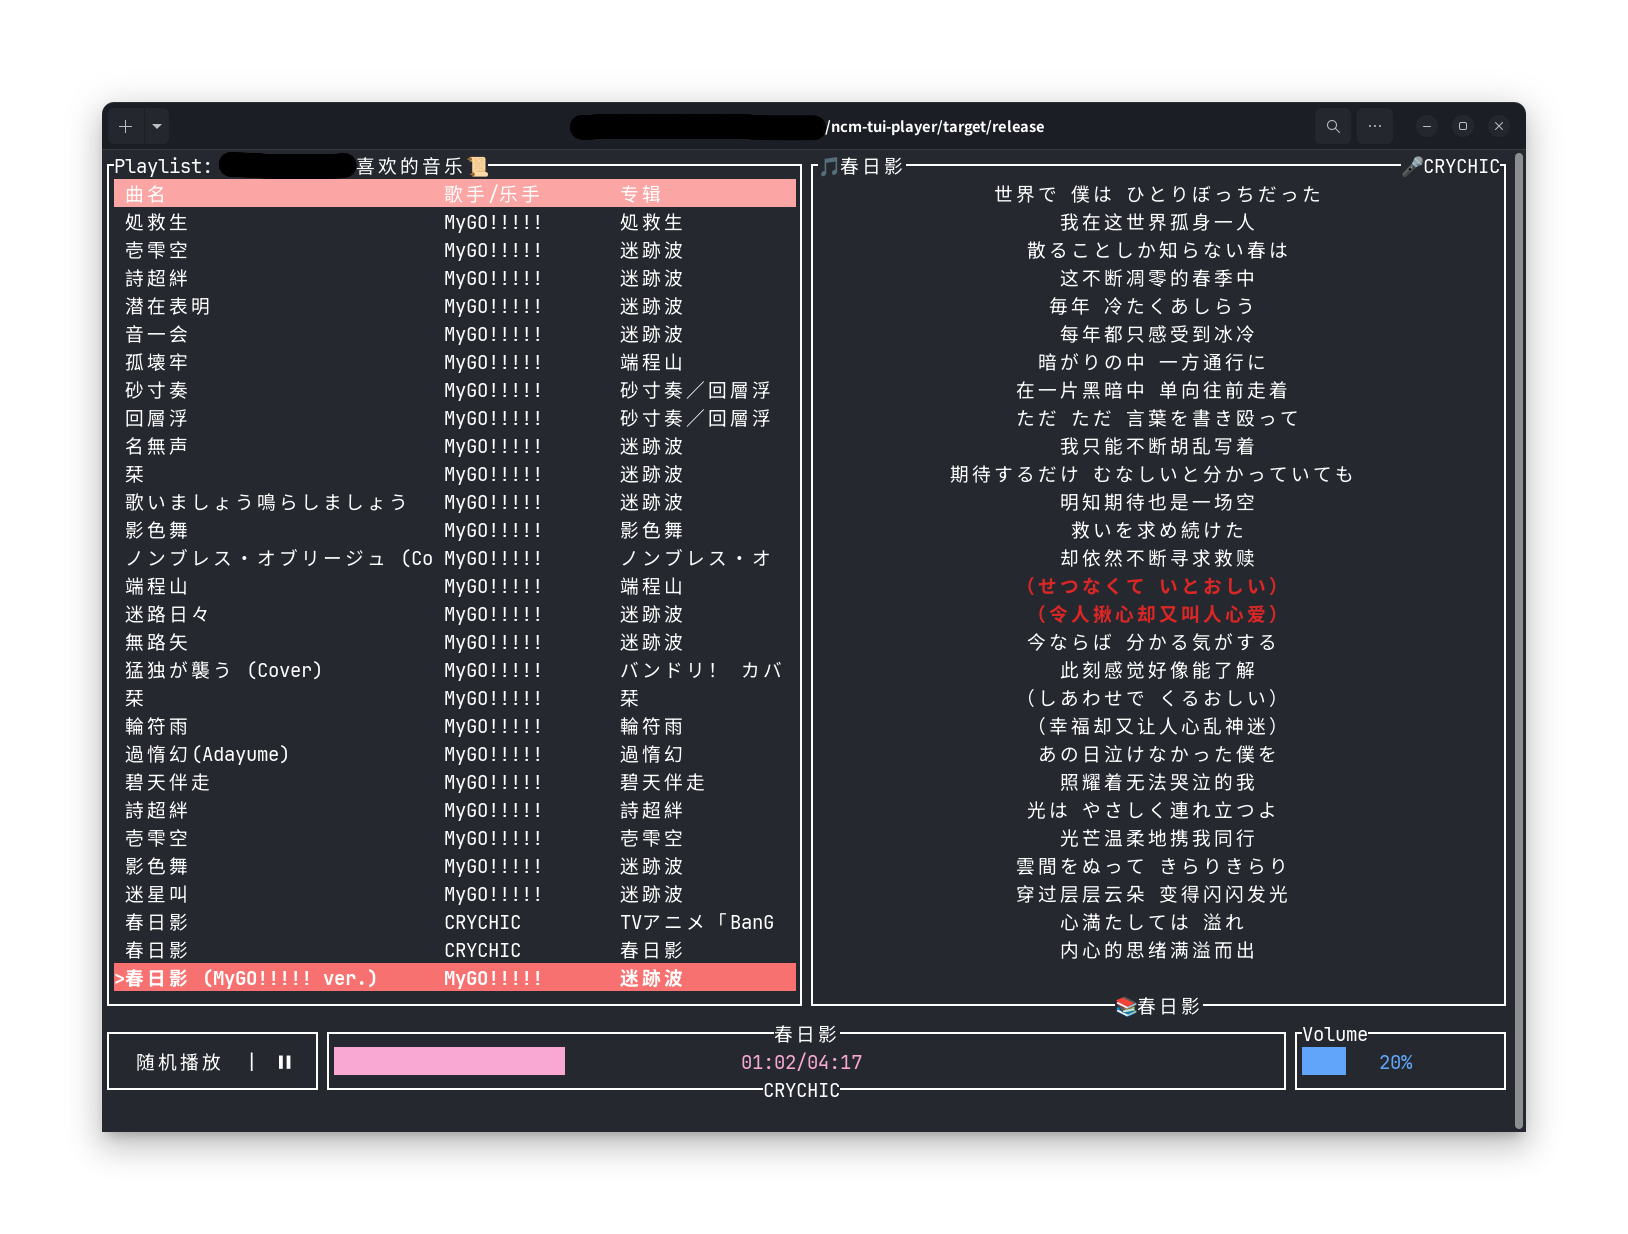 /ncm-tui-player/target/release
Playlist: 喜欢的音乐📜
曲名 歌手/乐手 专辑
処救生 MyGO!!!!! 処救生
壱雫空 MyGO!!!!! 迷跡波
詩超絆 MyGO!!!!! 迷跡波
潜在表明 MyGO!!!!! 迷跡波
音一会 MyGO!!!!! 迷跡波
孤壊牢 MyGO!!!!! 端程山
砂寸奏 MyGO!!!!! 砂寸奏／回層浮
回層浮 MyGO!!!!! 砂寸奏／回層浮
名無声 MyGO!!!!! 迷跡波
栞 MyGO!!!!! 迷跡波
歌いましょう鳴らしましょう MyGO!!!!! 迷跡波
影色舞 MyGO!!!!! 影色舞
ノンブレス・オブリージュ (Co MyGO!!!!! ノンブレス・オ
端程山 MyGO!!!!! 端程山
迷路日々 MyGO!!!!! 迷跡波
無路矢 MyGO!!!!! 迷跡波
猛独が襲う (Cover) MyGO!!!!! バンドリ！ カバ
栞 MyGO!!!!! 栞
輪符雨 MyGO!!!!! 輪符雨
過惰幻(Adayume) MyGO!!!!! 過惰幻
碧天伴走 MyGO!!!!! 碧天伴走
詩超絆 MyGO!!!!! 詩超絆
壱雫空 MyGO!!!!! 壱雫空
影色舞 MyGO!!!!! 迷跡波
迷星叫 MyGO!!!!! 迷跡波
春日影 CRYCHIC TVアニメ「BanG
春日影 CRYCHIC 春日影
>春日影 (MyGO!!!!! ver.) MyGO!!!!! 迷跡波
🎵春日影 🎤CRYCHIC
世界で 僕は ひとりぼっちだった
我在这世界孤身一人
散ることしか知らない春は
这不断凋零的春季中
毎年 冷たくあしらう
每年都只感受到冰冷
暗がりの中 一方通行に
在一片黑暗中 单向往前走着
ただ ただ 言葉を書き殴って
我只能不断胡乱写着
期待するだけ むなしいと分かっていても
明知期待也是一场空
救いを求め続けた
却依然不断寻求救赎
（せつなくて いとおしい）
（令人揪心却又叫人心爱）
今ならば 分かる気がする
此刻感觉好像能了解
（しあわせで くるおしい）
（幸福却又让人心乱神迷）
あの日泣けなかった僕を
照耀着无法哭泣的我
光は やさしく連れ立つよ
光芒温柔地携我同行
雲間をぬって きらりきらり
穿过层层云朵 变得闪闪发光
心満たしては 溢れ
内心的思绪满溢而出
📚春日影
随机播放 | ⏸
春日影
01:02/04:17
CRYCHIC
Volume
20%